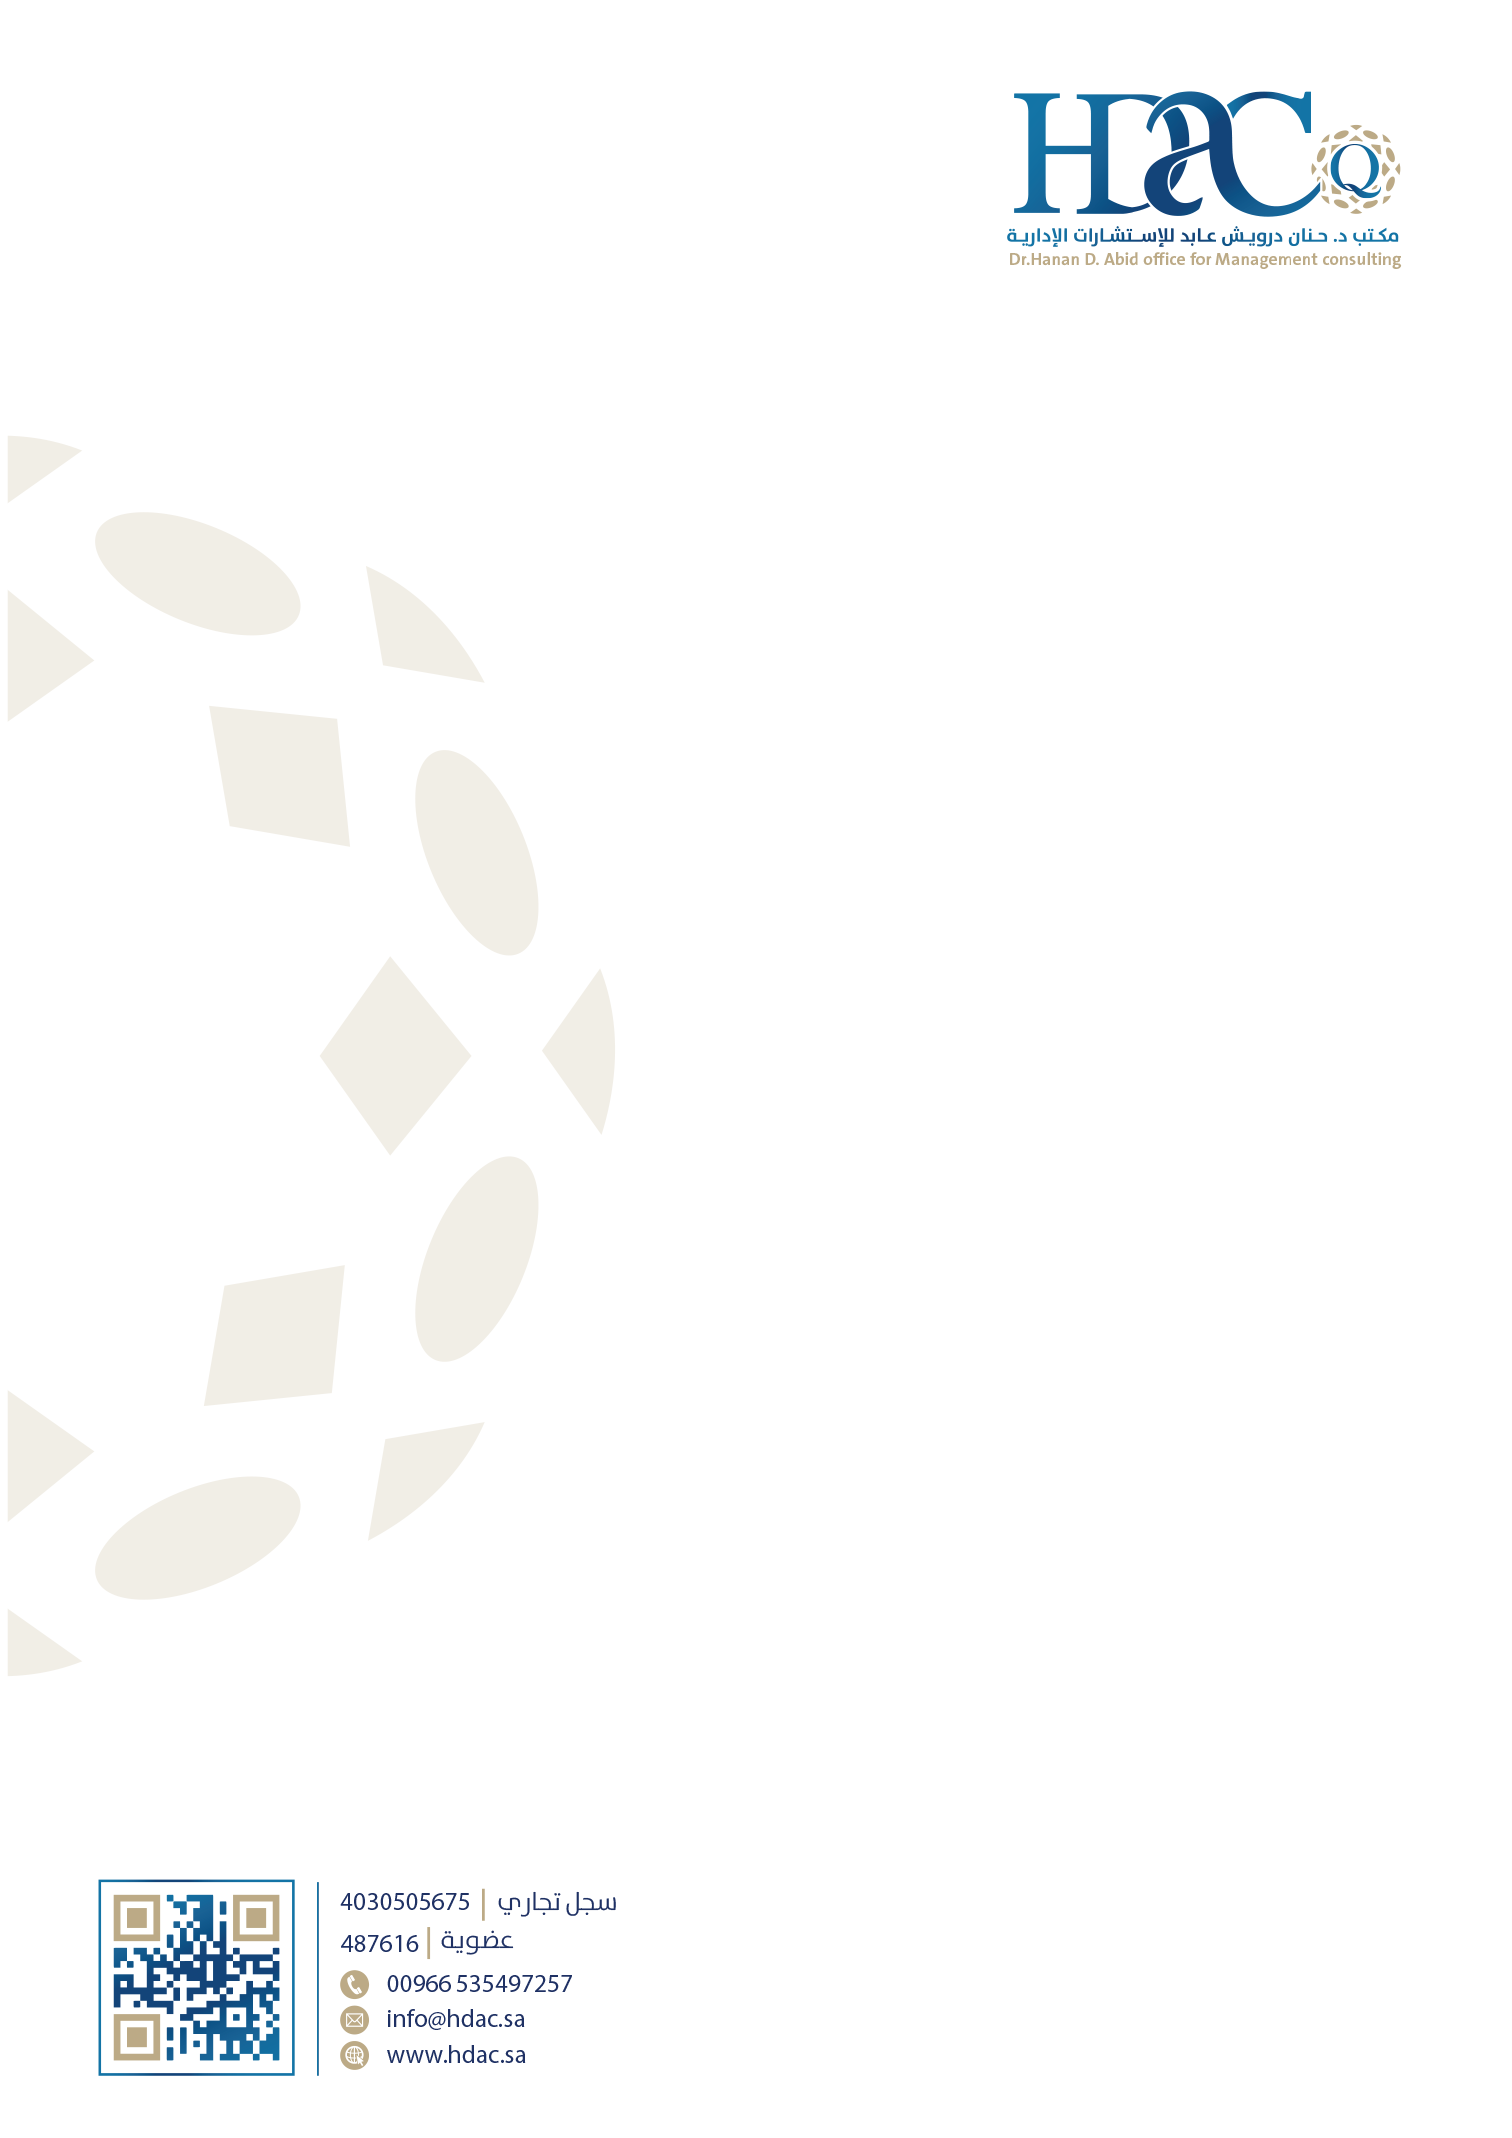 HDaC
Q
مكتب د. حنان درويش عابد للإستشارات الإدارية
Dr.Hanan D. Abid office for Management consulting
سجل تجاري | 4030505675
عضوية | 487616
00966 535497257
info@hdac.sa
www.hdac.sa